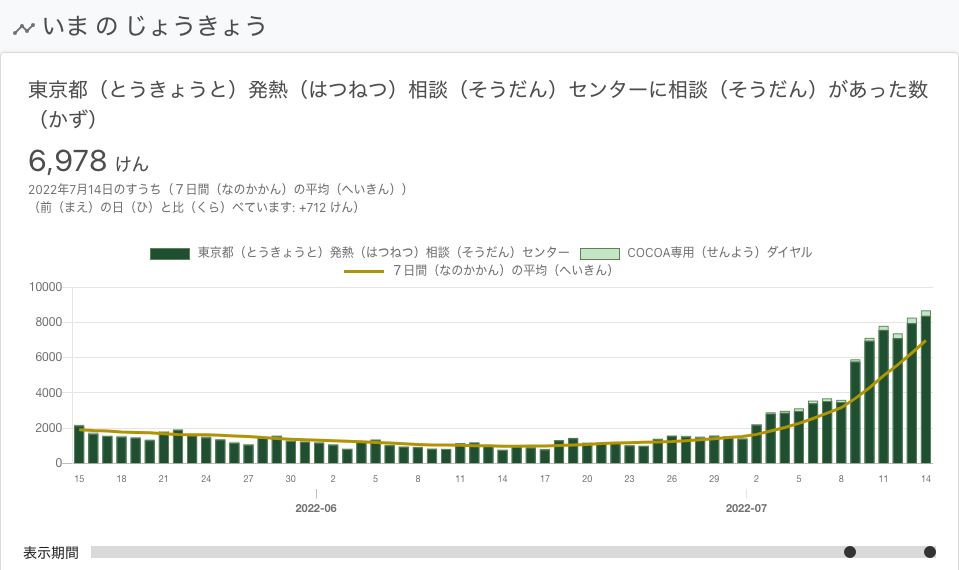 いま の じょうきょう
東京都（とうきょうと）発熱（はつねつ）相談（そうだん）センターに相談（そうだん）があった数
（かず）
6,978 けん
2022年7月14日のすうち（７日間（なのかかん）の平均（へいきん））
（前（まえ）の日（ひ）と比（くら）べています: +712 けん）
東京都（とうきょうと）発熱（はつねつ）相談（そうだん）センター COCOA専用（せんよう）ダイヤル
７日間（なのかかん）の平均（へいきん）
10000
8000
6000
4000
2000
0
15 18 21 24 27 30 2 5 8 11 14 17 20 23 26 29 2 5 8 11 14
2022-06 2022-07
表示期間